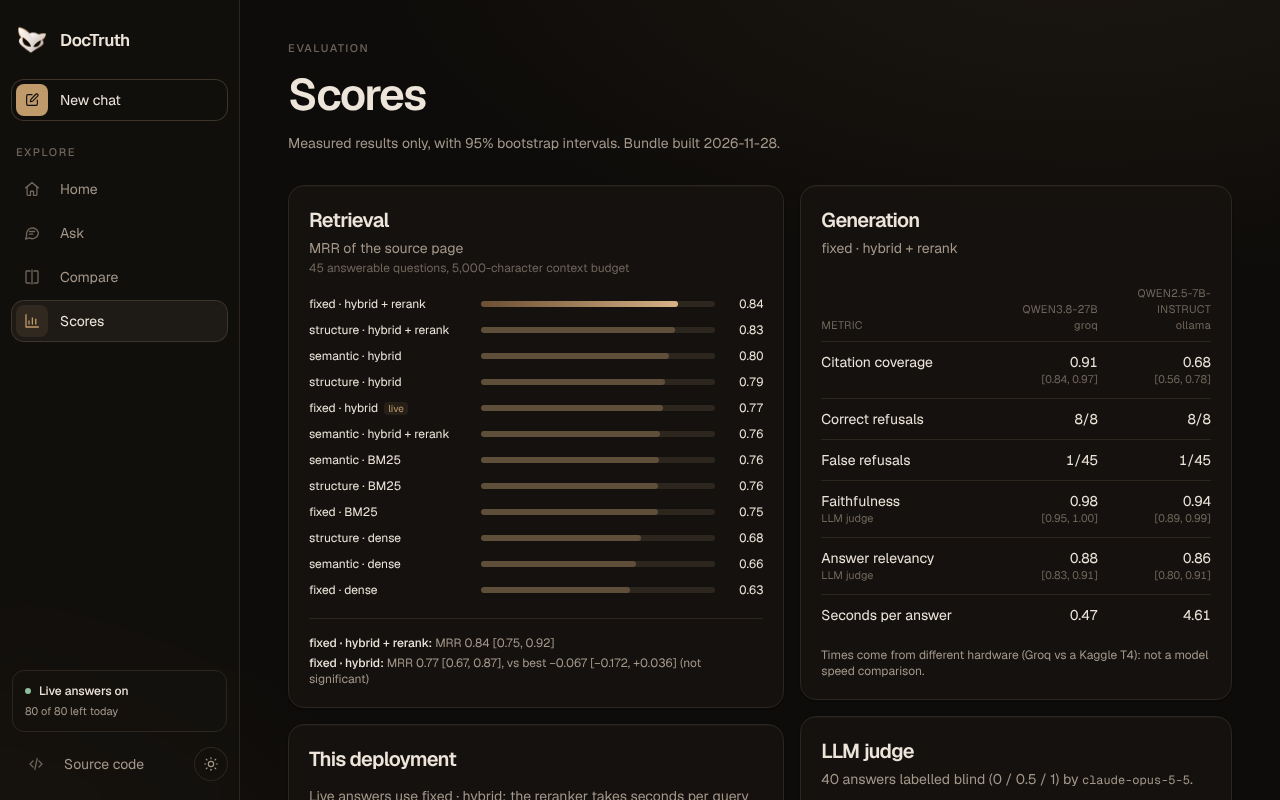 DocTruth
New chat
EXPLORE
Home
Ask
Compare
Scores
Live answers on
80 of 80 left today
Source code
EVALUATION
Scores
Measured results only, with 95% bootstrap intervals. Bundle built 2026-11-28.
Retrieval
MRR of the source page
45 answerable questions, 5,000-character context budget
fixed · hybrid + rerank 0.84
structure · hybrid + rerank 0.83
semantic · hybrid 0.80
structure · hybrid 0.79
fixed · hybrid live 0.77
semantic · hybrid + rerank 0.76
semantic · BM25 0.76
structure · BM25 0.76
fixed · BM25 0.75
structure · dense 0.68
semantic · dense 0.66
fixed · dense 0.63
fixed · hybrid + rerank: MRR 0.84 [0.75, 0.92]
fixed · hybrid: MRR 0.77 [0.67, 0.87], vs best −0.067 [−0.172, +0.036] (not
significant)
This deployment
Live answers use fixed · hybrid: the reranker takes seconds per query
Generation
fixed · hybrid + rerank
QWEN2.5-7B-
QWEN3.8-27B INSTRUCT
METRIC groq ollama
Citation coverage 0.91 0.68
[0.84, 0.97] [0.56, 0.78]
Correct refusals 8/8 8/8
False refusals 1/45 1/45
Faithfulness 0.98 0.94
LLM judge [0.95, 1.00] [0.89, 0.99]
Answer relevancy 0.88 0.86
LLM judge [0.83, 0.91] [0.80, 0.91]
Seconds per answer 0.47 4.61
Times come from different hardware (Groq vs a Kaggle T4): not a model
speed comparison.
LLM judge
40 answers labelled blind (0 / 0.5 / 1) by claude-opus-5-5.